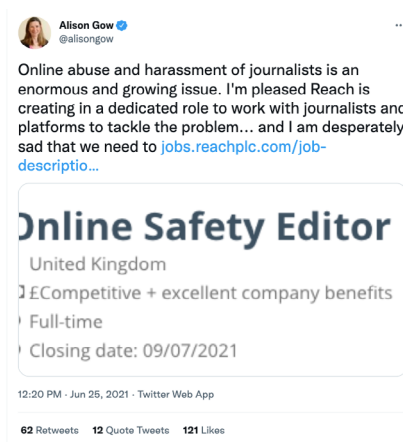 Alison Gow
@alisongow
Online abuse and harassment of journalists is an
enormous and growing issue. I'm pleased Reach is
creating in a dedicated role to work with journalists and
platforms to tackle the problem... and I am desperately
sad that we need to jobs.reachplc.com/job-
descriptio...
Online Safety Editor
United Kingdom
£Competitive + excellent company benefits
Full-time
Closing date: 09/07/2021
12:20 PM · Jun 25, 2021 · Twitter Web App
62 Retweets 12 Quote Tweets 121 Likes